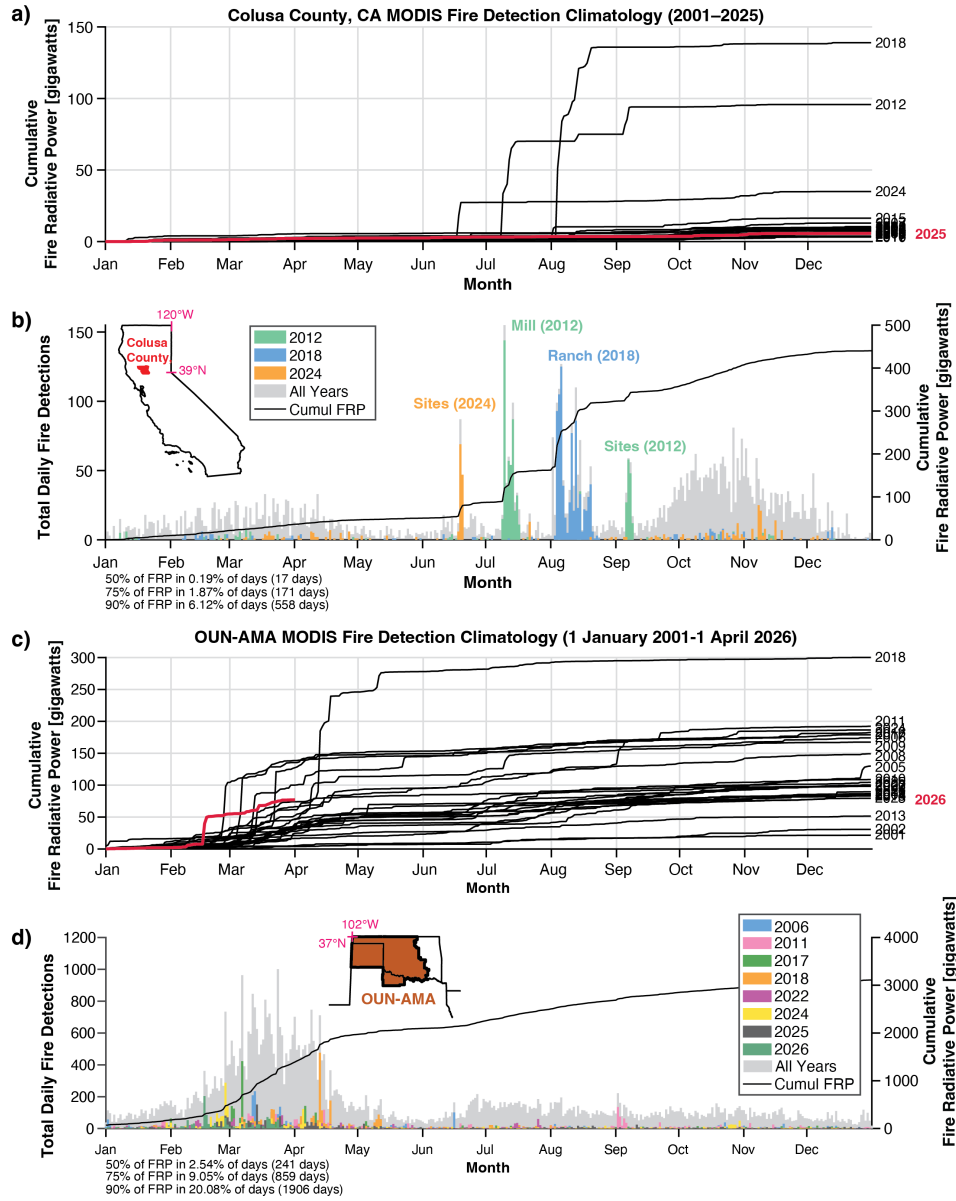 a)
Colusa County, CA MODIS Fire Detection Climatology (2001–2025)
Cumulative
Fire Radiative Power [gigawatts]
150
100
50
0
2018
2012
2024
2015
2025
Jan Feb Mar Apr May Jun Jul Aug Sep Oct Nov Dec
Month
b)
Total Daily Fire Detections
150
100
50
0
120°W
39°N
Colusa
County
2012
2018
2024
All Years
Cumul FRP
Sites (2024)
Mill (2012)
Ranch (2018)
Sites (2012)
500
400
300
200
100
0
Cumulative
Fire Radiative Power [gigawatts]
Jan Feb Mar Apr May Jun Jul Aug Sep Oct Nov Dec
Month
50% of FRP in 0.19% of days (17 days)
75% of FRP in 1.87% of days (171 days)
90% of FRP in 6.12% of days (558 days)
c)
OUN-AMA MODIS Fire Detection Climatology (1 January 2001-1 April 2026)
Cumulative
Fire Radiative Power [gigawatts]
300
250
200
150
100
50
0
2018
2011
2009
2008
2005
2026
2013
2002
2001
Jan Feb Mar Apr May Jun Jul Aug Sep Oct Nov Dec
Month
d)
Total Daily Fire Detections
1200
1000
800
600
400
200
0
102°W
37°N
OUN-AMA
2006
2011
2017
2018
2022
2024
2025
2026
All Years
Cumul FRP
4000
3000
2000
1000
0
Cumulative
Fire Radiative Power [gigawatts]
Jan Feb Mar Apr May Jun Jul Aug Sep Oct Nov Dec
Month
50% of FRP in 2.54% of days (241 days)
75% of FRP in 9.05% of days (859 days)
90% of FRP in 20.08% of days (1906 days)